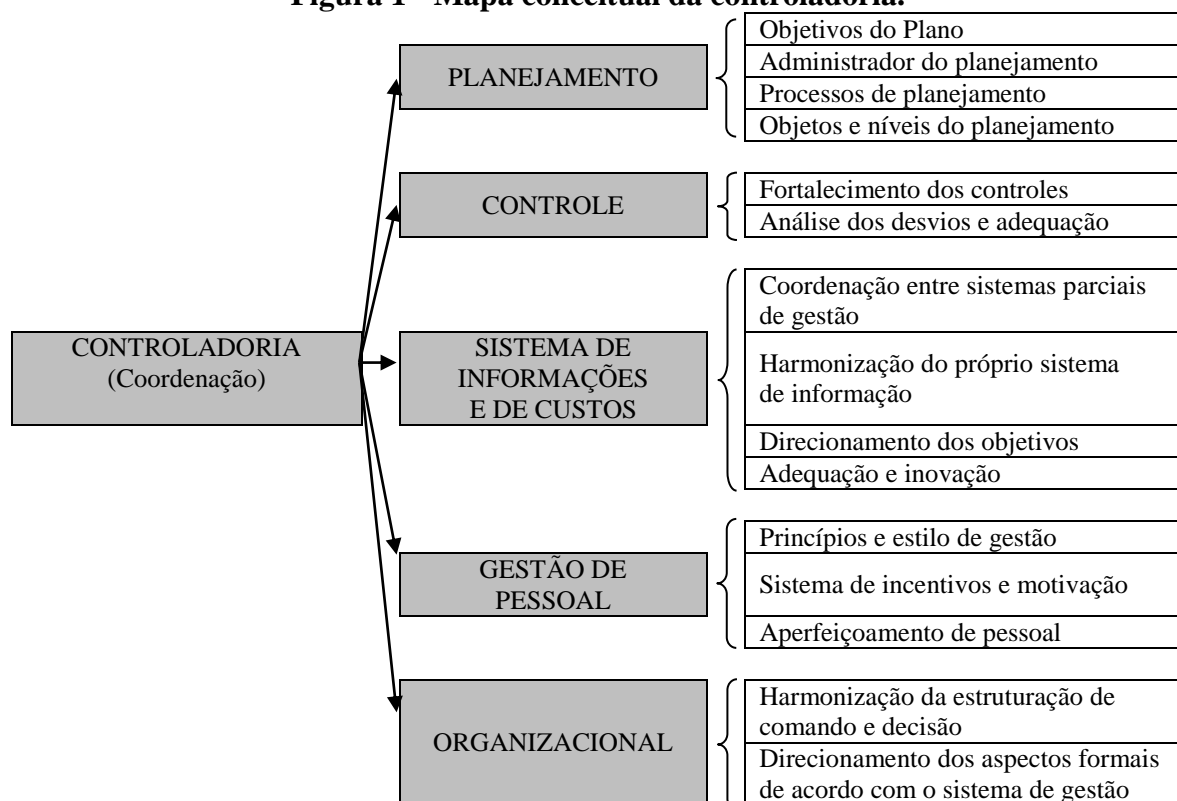 Figura 1 - Mapa conceitual da controladoria.
PLANEJAMENTO
Objetivos do Plano
Administrador do planejamento
Processos de planejamento
Objetos e níveis do planejamento
CONTROLE
Fortalecimento dos controles
Análise dos desvios e adequação
CONTROLADORIA
(Coordenação)
SISTEMA DE
INFORMAÇÕES
E DE CUSTOS
Coordenação entre sistemas parciais
de gestão
Harmonização do próprio sistema
de informação
Direcionamento dos objetivos
Adequação e inovação
GESTÃO DE
PESSOAL
Princípios e estilo de gestão
Sistema de incentivos e motivação
Aperfeiçoamento de pessoal
ORGANIZACIONAL
Harmonização da estruturação de
comando e decisão
Direcionamento dos aspectos formais
de acordo com o sistema de gestão